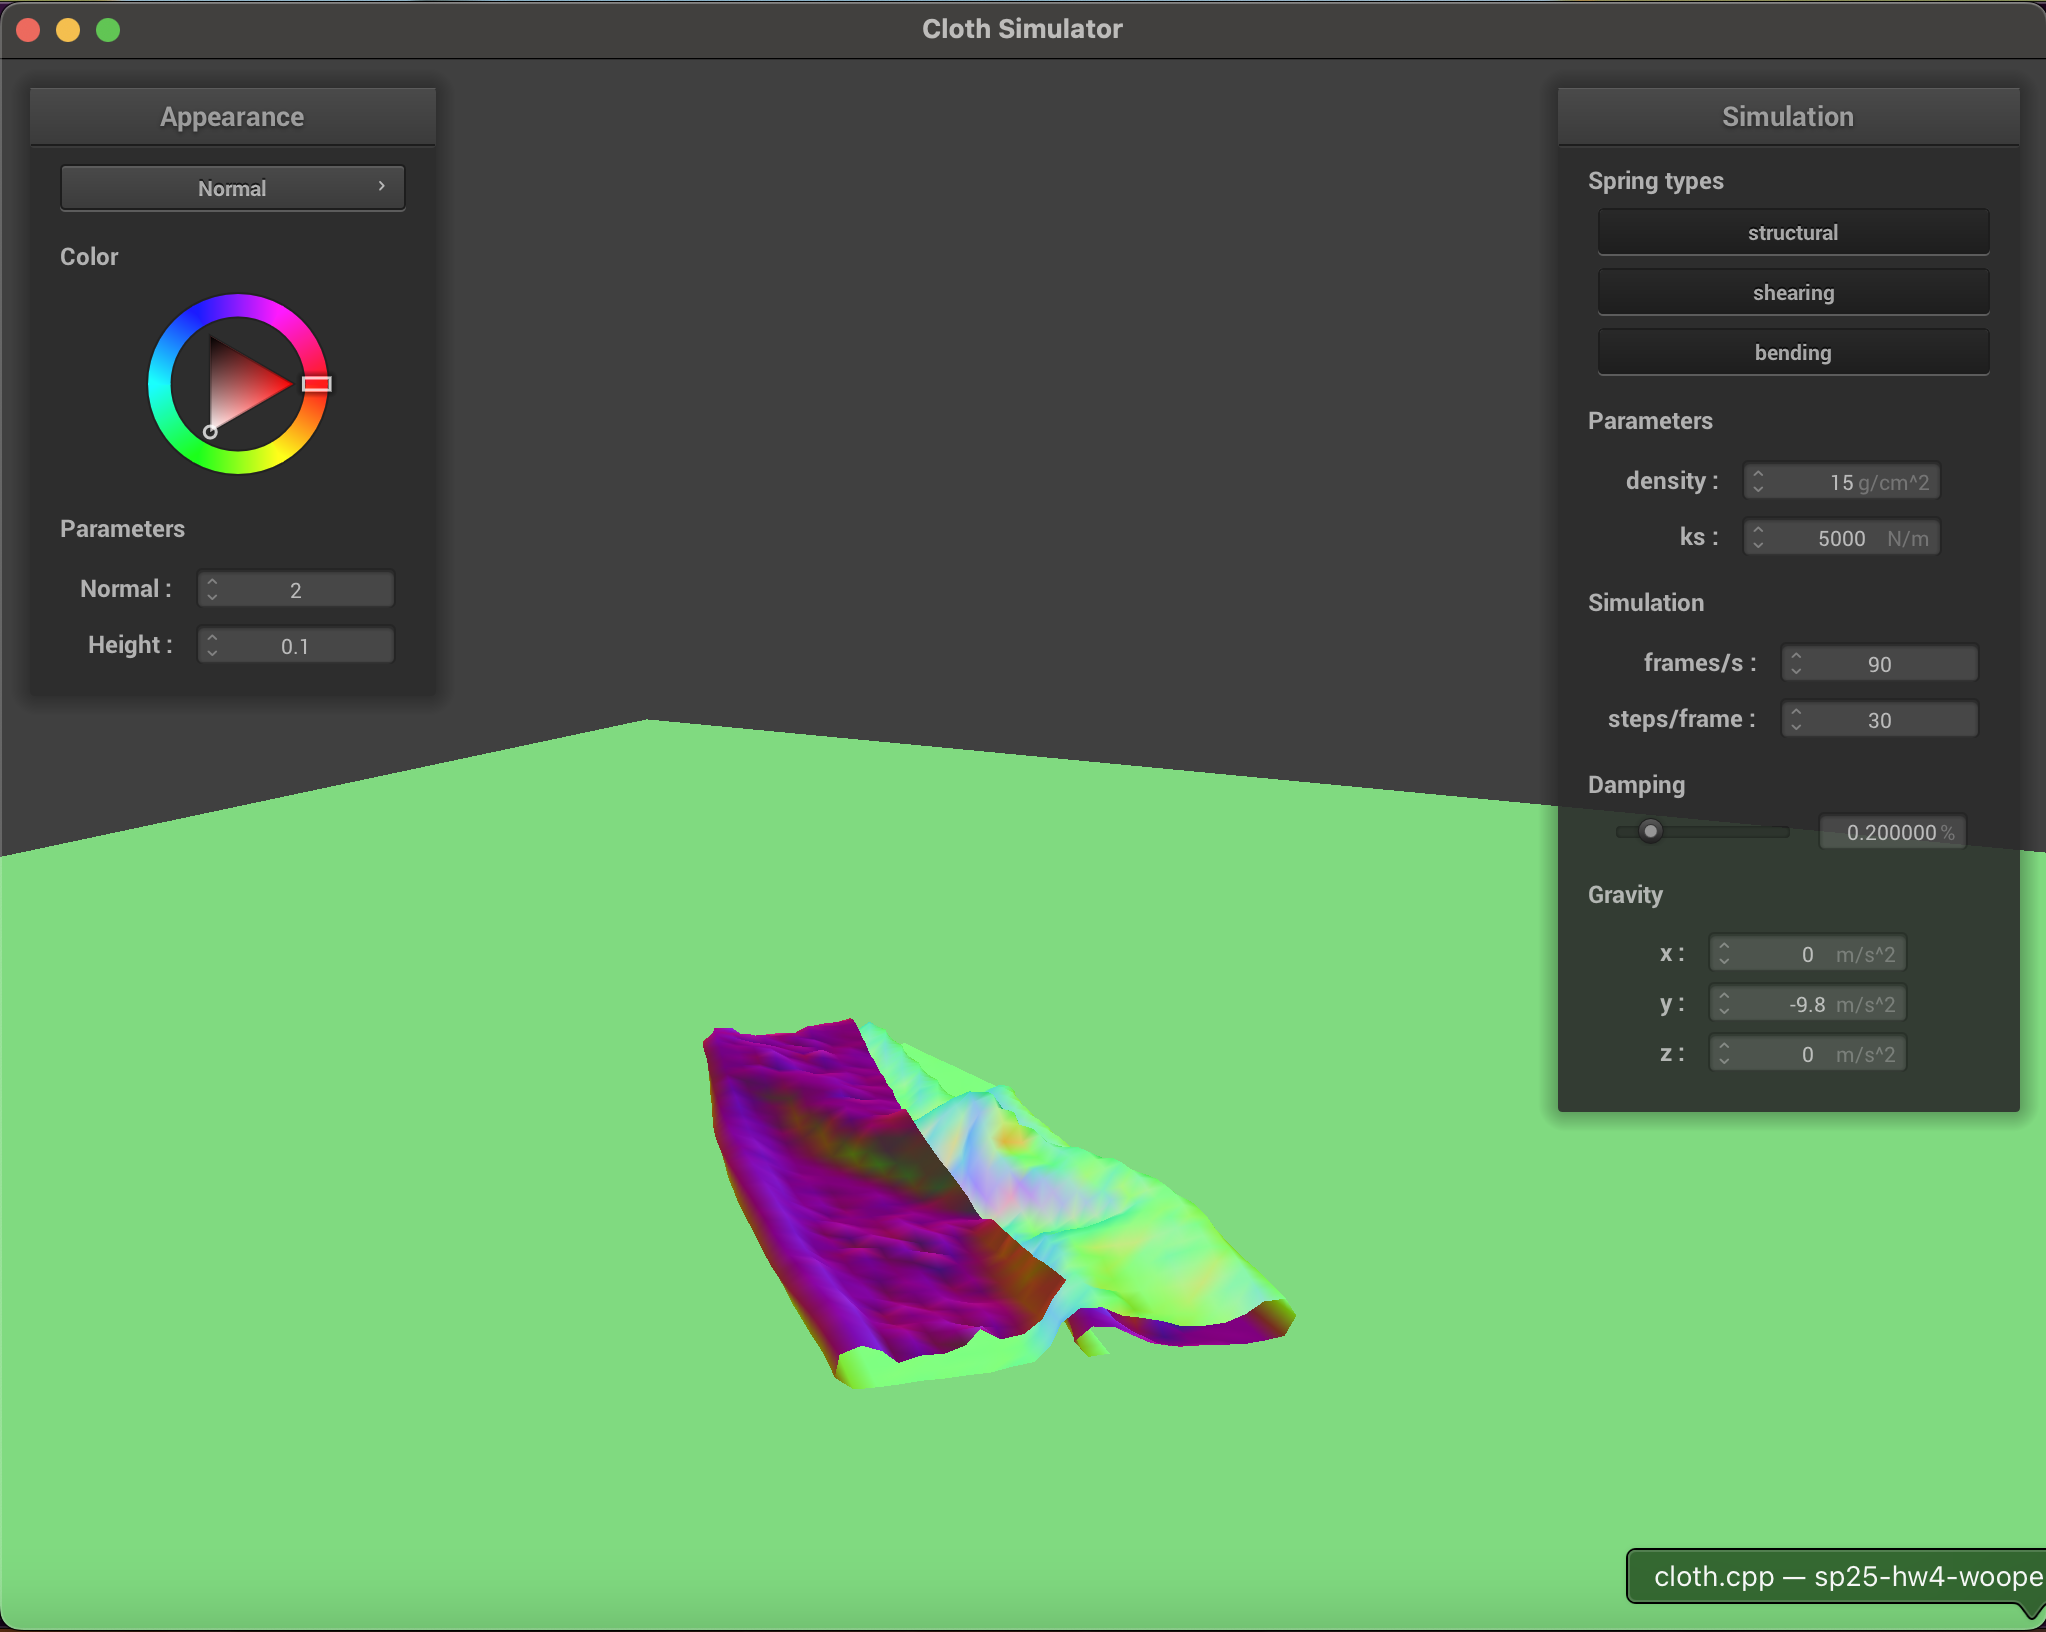 Cloth Simulator
Appearance
Normal
Color
Parameters
Normal : 2
Height : 0.1
Simulation
Spring types
structural
shearing
bending
Parameters
density : 15 g/cm^2
ks : 5000 N/m
Simulation
frames/s : 90
steps/frame : 30
Damping
0.200000 %
Gravity
x : 0 m/s^2
y : -9.8 m/s^2
z : 0 m/s^2
cloth.cpp — sp25-hw4-woope